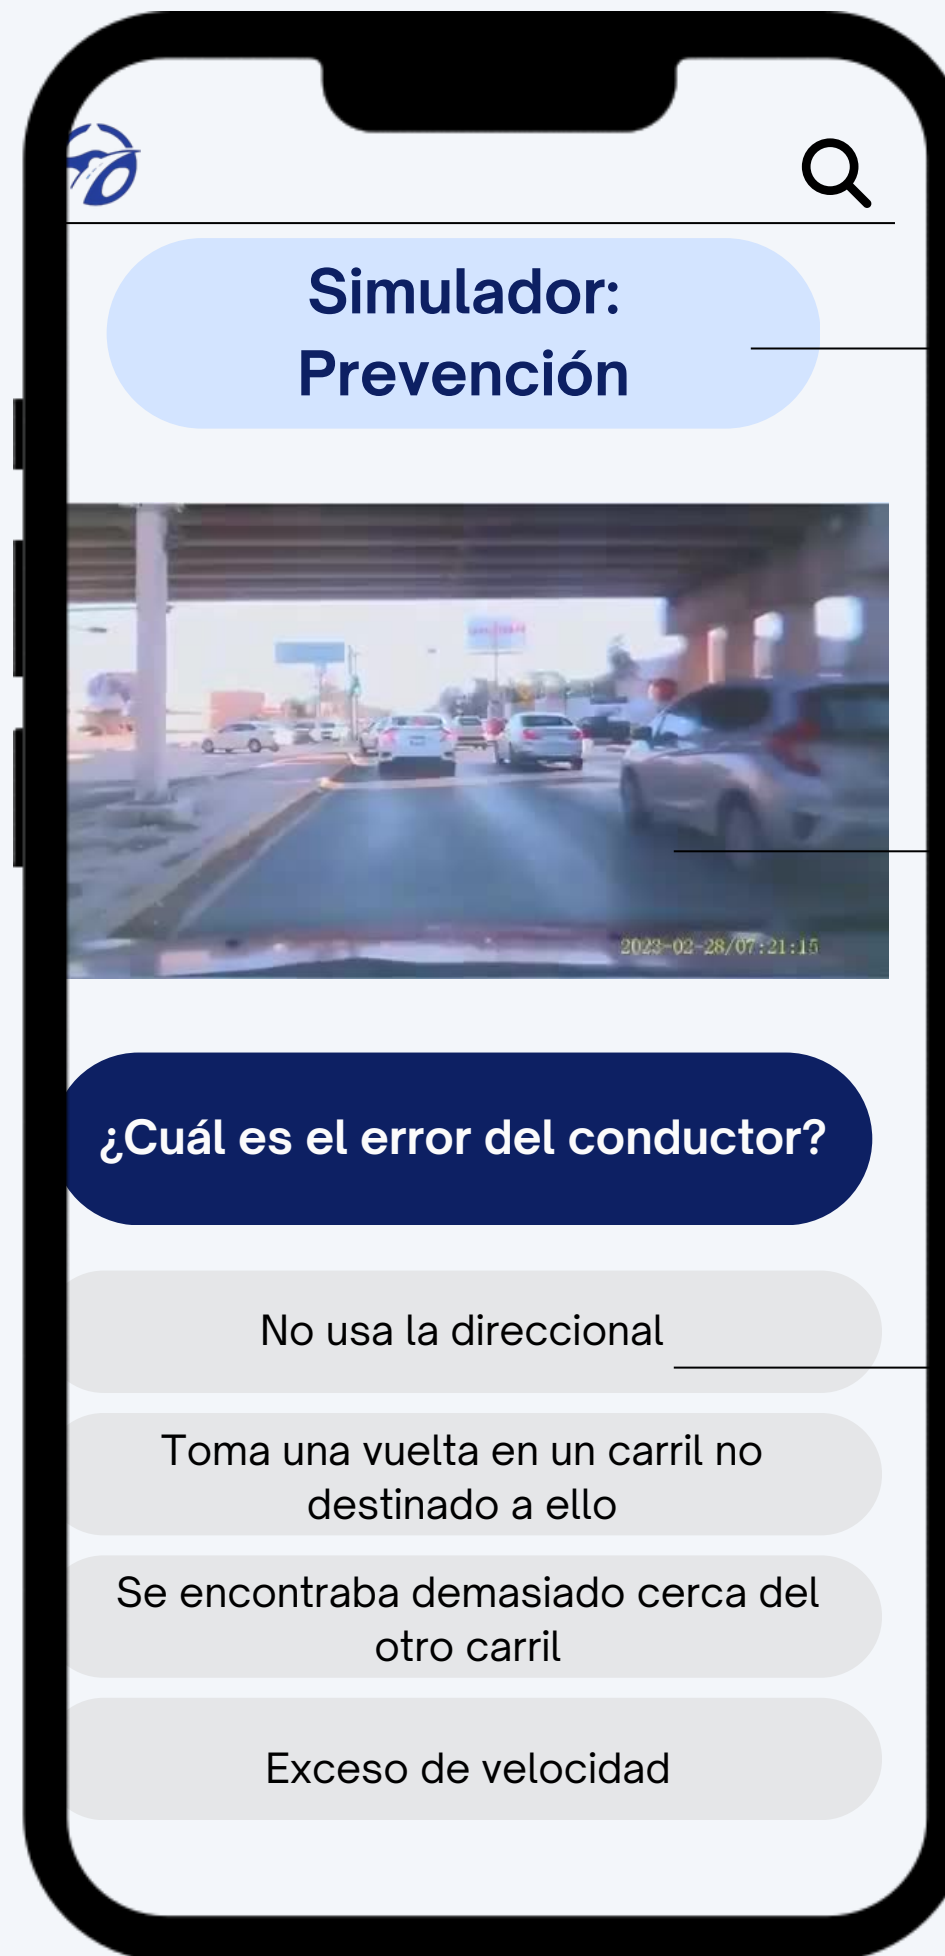 Simulador:
Prevención
2023-02-28/07:21:15
¿Cuál es el error del conductor?
No usa la direccional
Toma una vuelta en un carril no
destinado a ello
Se encontraba demasiado cerca del
otro carril
Exceso de velocidad